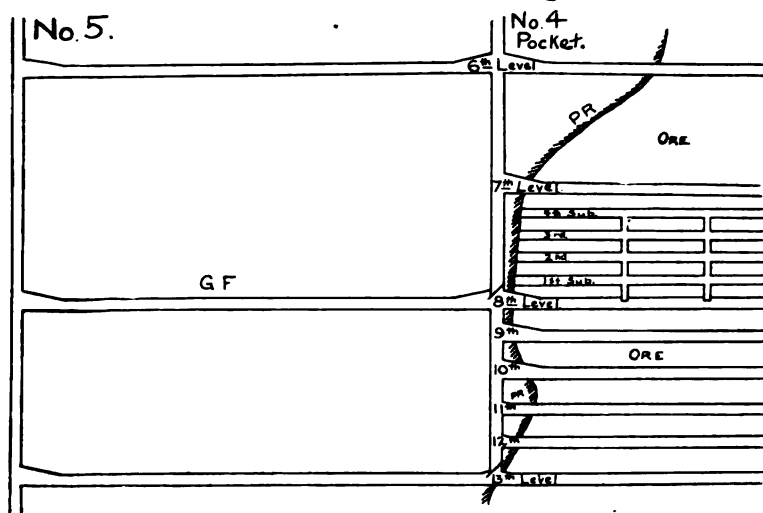 No. 5.
No. 4
Pocket.
6th Level
PR
ORE
7th Level
4th Sub.
3rd
2nd
1st Sub.
GF
8th Level
9th
ORE
10th
PR
11th
12th
13th Level